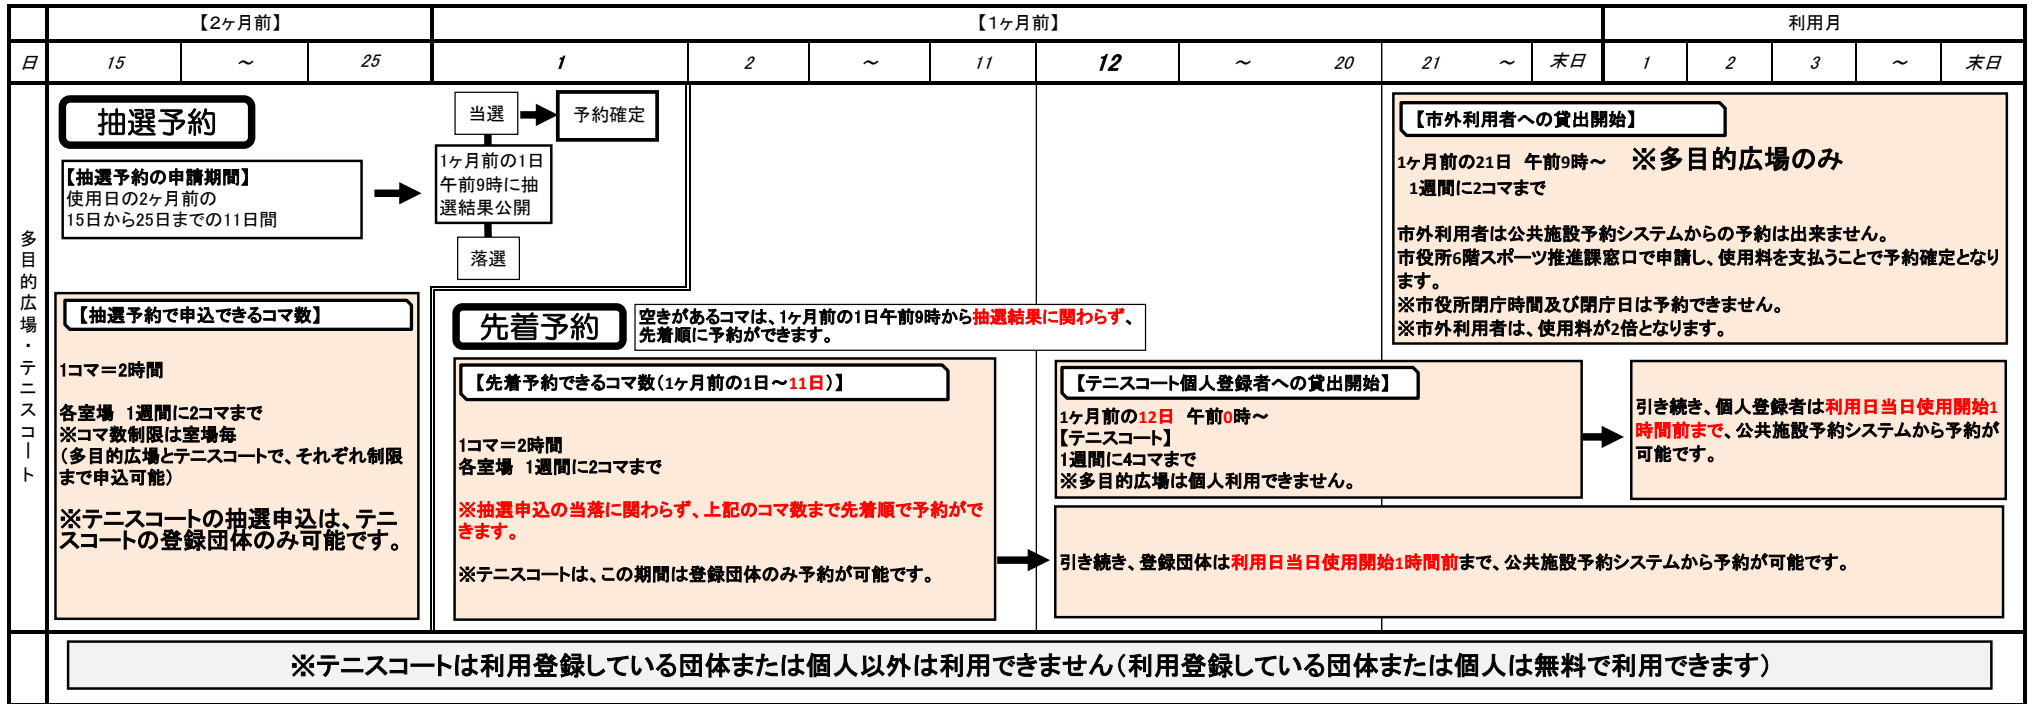 【2ヶ月前】
【1ヶ月前】
利用月
日
15
～
25
1
2
～
11
12
～
20
21
～
末日
1
2
3
～
末日
多目的広場・テニスコート
抽選予約
【抽選予約の申請期間】
使用日の2ヶ月前の
15日から25日までの11日間
当選
予約確定
1ヶ月前の1日
午前9時に抽
選結果公開
落選
【抽選予約で申込できるコマ数】
1コマ＝2時間
各室場 1週間に2コマまで
※コマ数制限は室場毎
（多目的広場とテニスコートで、それぞれ制限
まで申込可能）
※テニスコートの抽選申込は、テニ
スコートの登録団体のみ可能です。
先着予約
空きがあるコマは、1ヶ月前の1日午前9時から抽選結果に関わらず、
先着順に予約ができます。
【先着予約できるコマ数（1ヶ月前の1日～11日）】
1コマ＝2時間
各室場 1週間に2コマまで
※抽選申込の当落に関わらず、上記のコマ数まで先着順で予約がで
きます。
※テニスコートは、この期間は登録団体のみ予約が可能です。
【市外利用者への貸出開始】
1ヶ月前の21日 午前9時～ ※多目的広場のみ
1週間に2コマまで
市外利用者は公共施設予約システムからの予約は出来ません。
市役所6階スポーツ推進課窓口で申請し、使用料を支払うことで予約確定となり
ます。
※市役所閉庁時間及び閉庁日は予約できません。
※市外利用者は、使用料が2倍となります。
【テニスコート個人登録者への貸出開始】
1ヶ月前の12日 午前0時～
【テニスコート】
1週間に4コマまで
※多目的広場は個人利用できません。
引き続き、個人登録者は利用日当日使用開始1
時間前まで、公共施設予約システムから予約が
可能です。
引き続き、登録団体は利用日当日使用開始1時間前まで、公共施設予約システムから予約が可能です。
※テニスコートは利用登録している団体または個人以外は利用できません（利用登録している団体または個人は無料で利用できます）